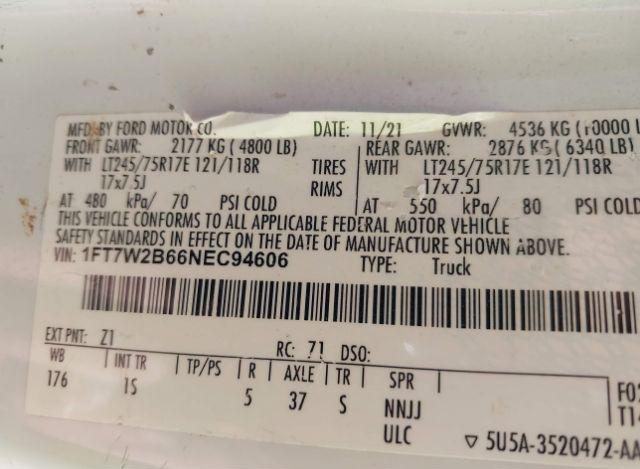 MFD. BY FORD MOTOR CO. DATE: 11/21 GVWR: 4536 KG (10000 L
FRONT GAWR: 2177 KG (4800 LB) REAR GAWR: 2876 KG (6340 LB)
WITH LT245/75R17E 121/118R TIRES WITH LT245/75R17E 121/118R
17x7.5J RIMS 17x7.5J
AT 480 kPa/ 70 PSI COLD AT 550 kPa/ 80 PSI COLD
THIS VEHICLE CONFORMS TO ALL APPLICABLE FEDERAL MOTOR VEHICLE
SAFETY STANDARDS IN EFFECT ON THE DATE OF MANUFACTURE SHOWN ABOVE.
VIN: 1FT7W2B66NEC94606 TYPE: Truck
EXT PNT: Z1 RC: 71 DSO:
WB INT TR TP/PS R AXLE TR SPR
176 IS 5 37 S NNJJ
ULC
F02
T14
▽ 5U5A-3520472-AA